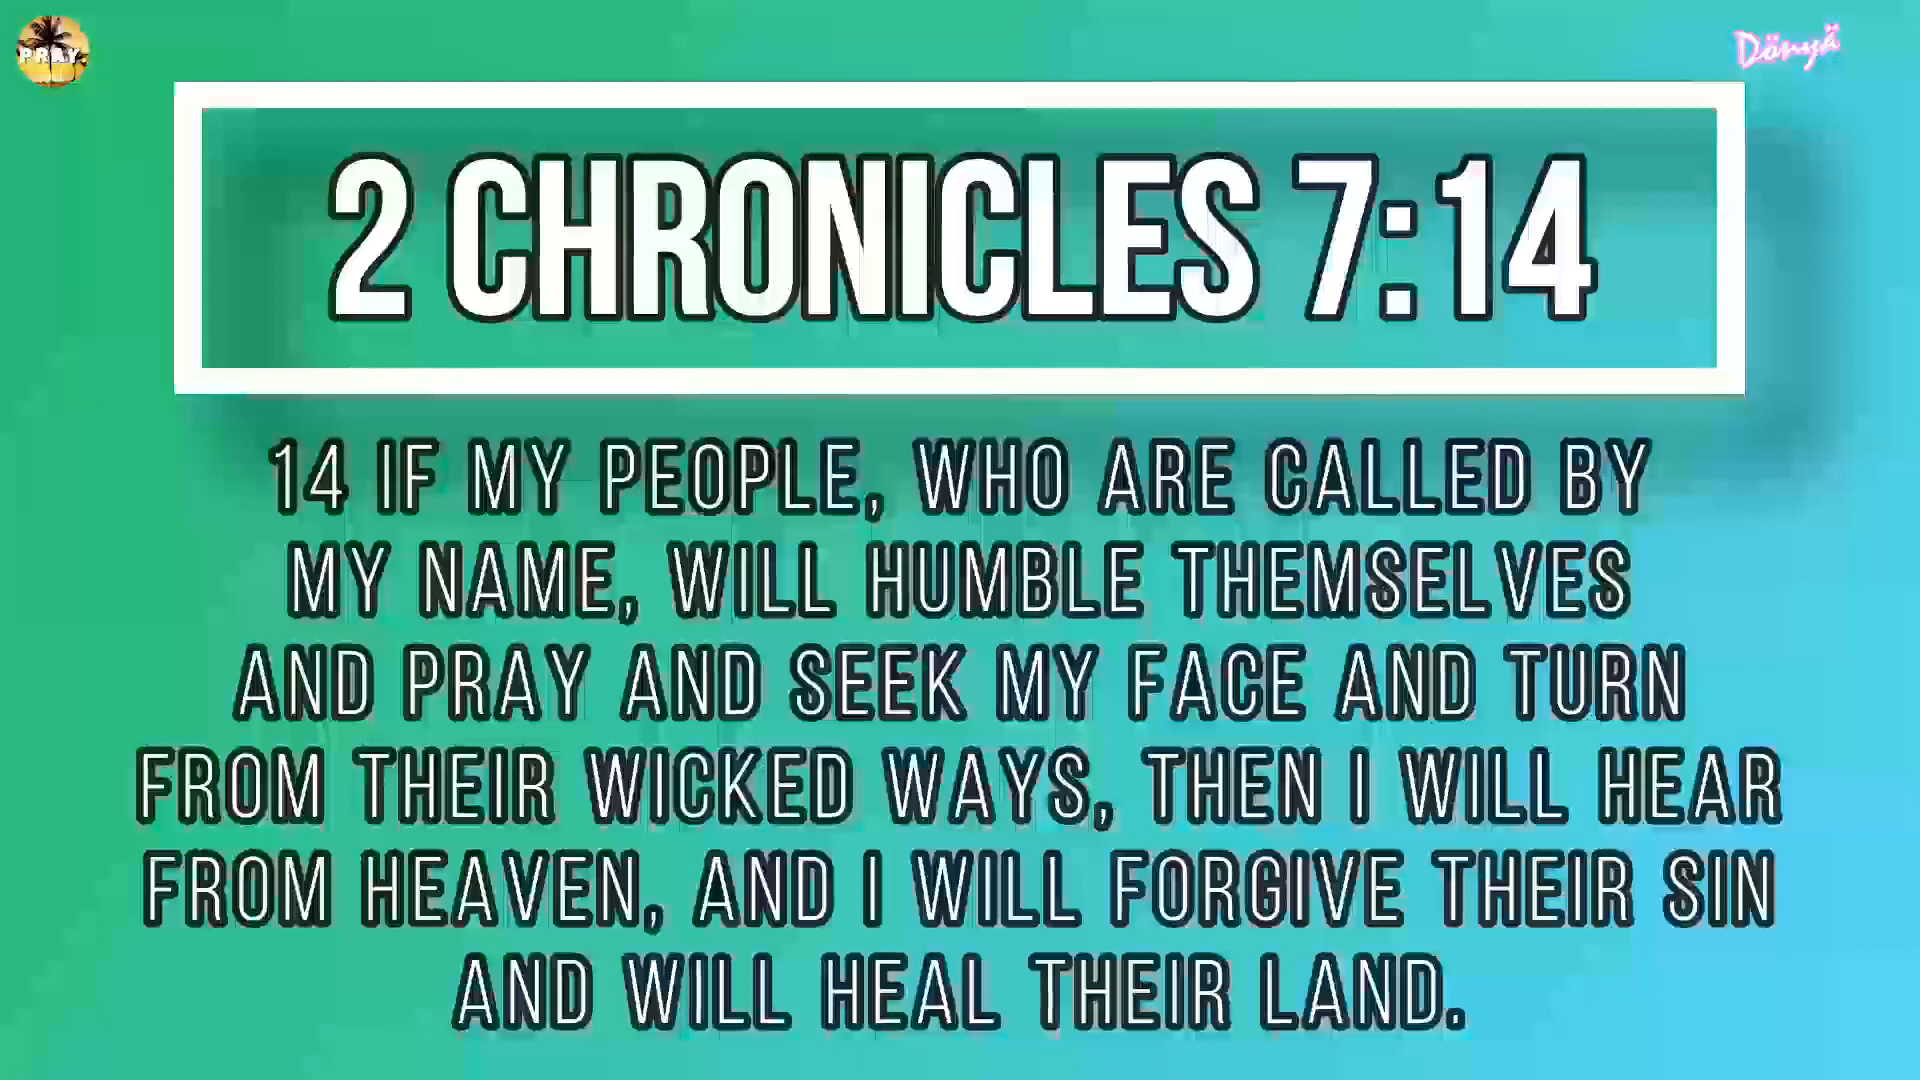 PRAY
Dönyä
2 CHRONICLES 7:14
14 IF MY PEOPLE, WHO ARE CALLED BY
MY NAME, WILL HUMBLE THEMSELVES
AND PRAY AND SEEK MY FACE AND TURN
FROM THEIR WICKED WAYS, THEN I WILL HEAR
FROM HEAVEN, AND I WILL FORGIVE THEIR SIN
AND WILL HEAL THEIR LAND.